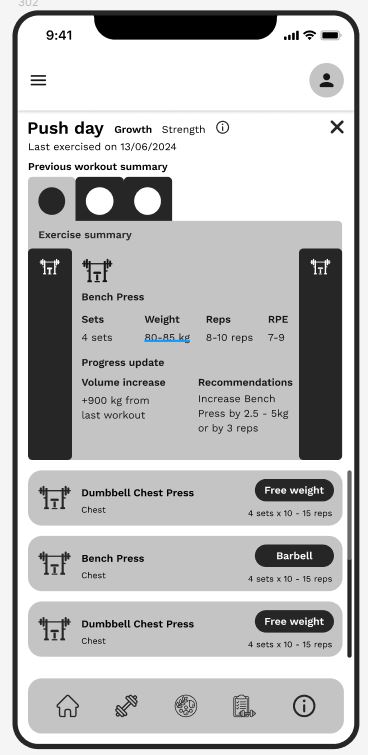 302
9:41
Push day Growth Strength
Last exercised on 13/06/2024
Previous workout summary
Exercise summary
Bench Press
Sets Weight Reps RPE
4 sets 80-85 kg 8-10 reps 7-9
Progress update
Volume increase
+900 kg from
last workout
Recommendations
Increase Bench
Press by 2.5 - 5kg
or by 3 reps
Dumbbell Chest Press
Chest
Free weight
4 sets x 10 - 15 reps
Bench Press
Chest
Barbell
4 sets x 10 - 15 reps
Dumbbell Chest Press
Chest
Free weight
4 sets x 10 - 15 reps